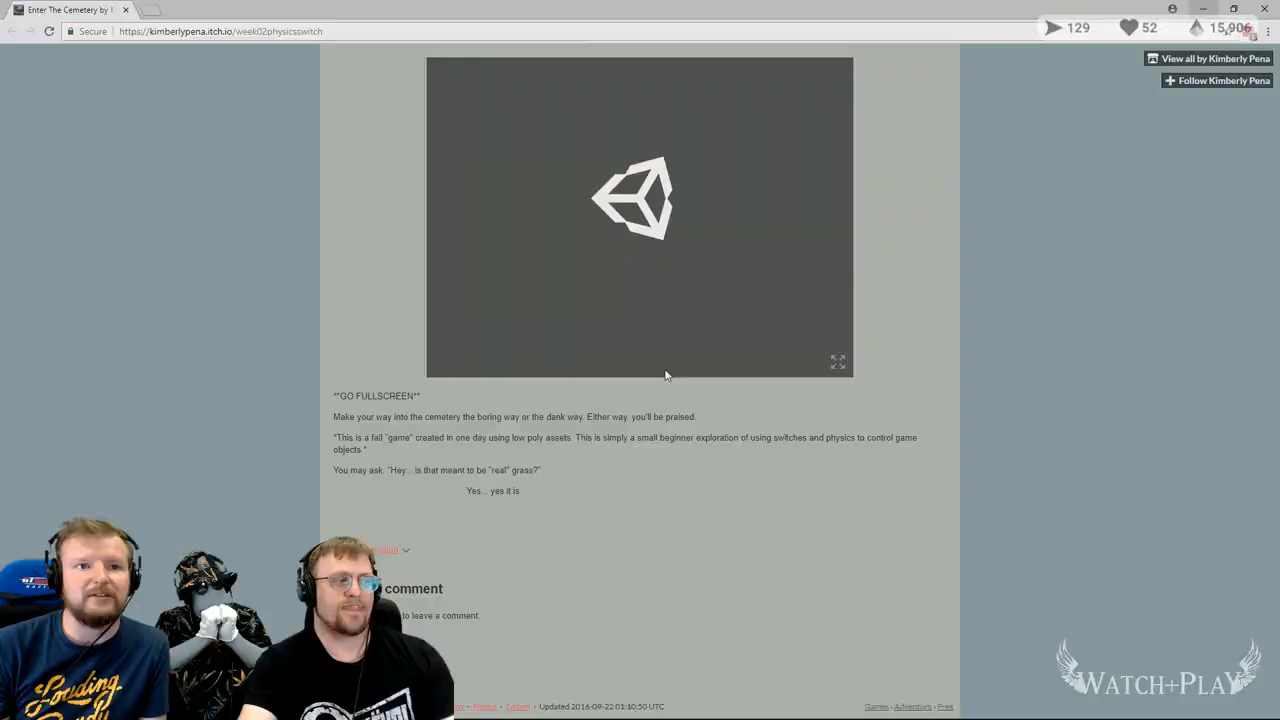 Enter The Cemetery by
Secure
https://kimberlypena.itch.io/week02physicsswitch
129
52
15,906
View all by Kimberly Pena
Follow Kimberly Pena
**GO FULLSCREEN**
Make your way into the cemetery the boring way or the dank way. Either way, you'll be praised.
*This is a fail "game" created in one day using low poly assets. This is simply a small beginner exploration of using switches and physics to control game
objects.*
You may ask, "Hey... is that meant to be "real" grass?"
Yes... yes it is
comment
to leave a comment.
Updated 2016-09-22 01:10:50 UTC
Games › Adventure › Free
Loading
Ready
WATCH+PLAY